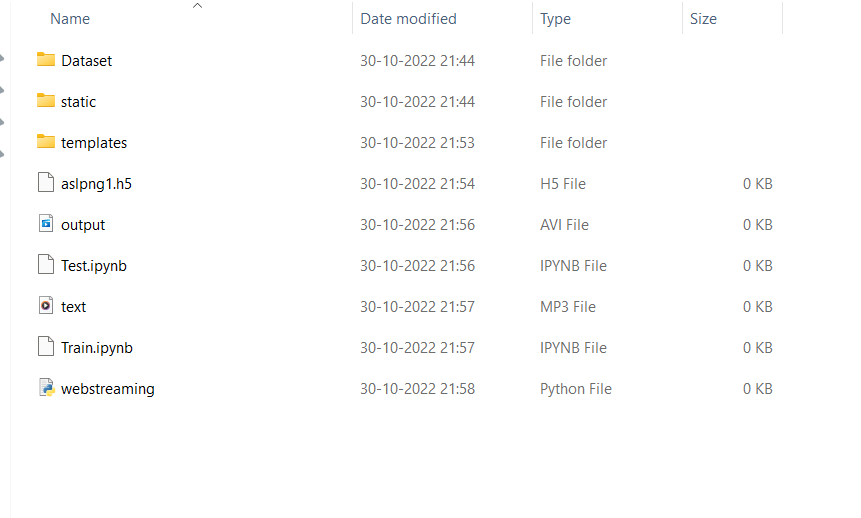 Name Date modified Type Size
Dataset 30-10-2022 21:44 File folder
static 30-10-2022 21:44 File folder
templates 30-10-2022 21:53 File folder
aslpng1.h5 30-10-2022 21:54 H5 File 0 KB
output 30-10-2022 21:56 AVI File 0 KB
Test.ipynb 30-10-2022 21:56 IPYNB File 0 KB
text 30-10-2022 21:57 MP3 File 0 KB
Train.ipynb 30-10-2022 21:57 IPYNB File 0 KB
webstreaming 30-10-2022 21:58 Python File 0 KB